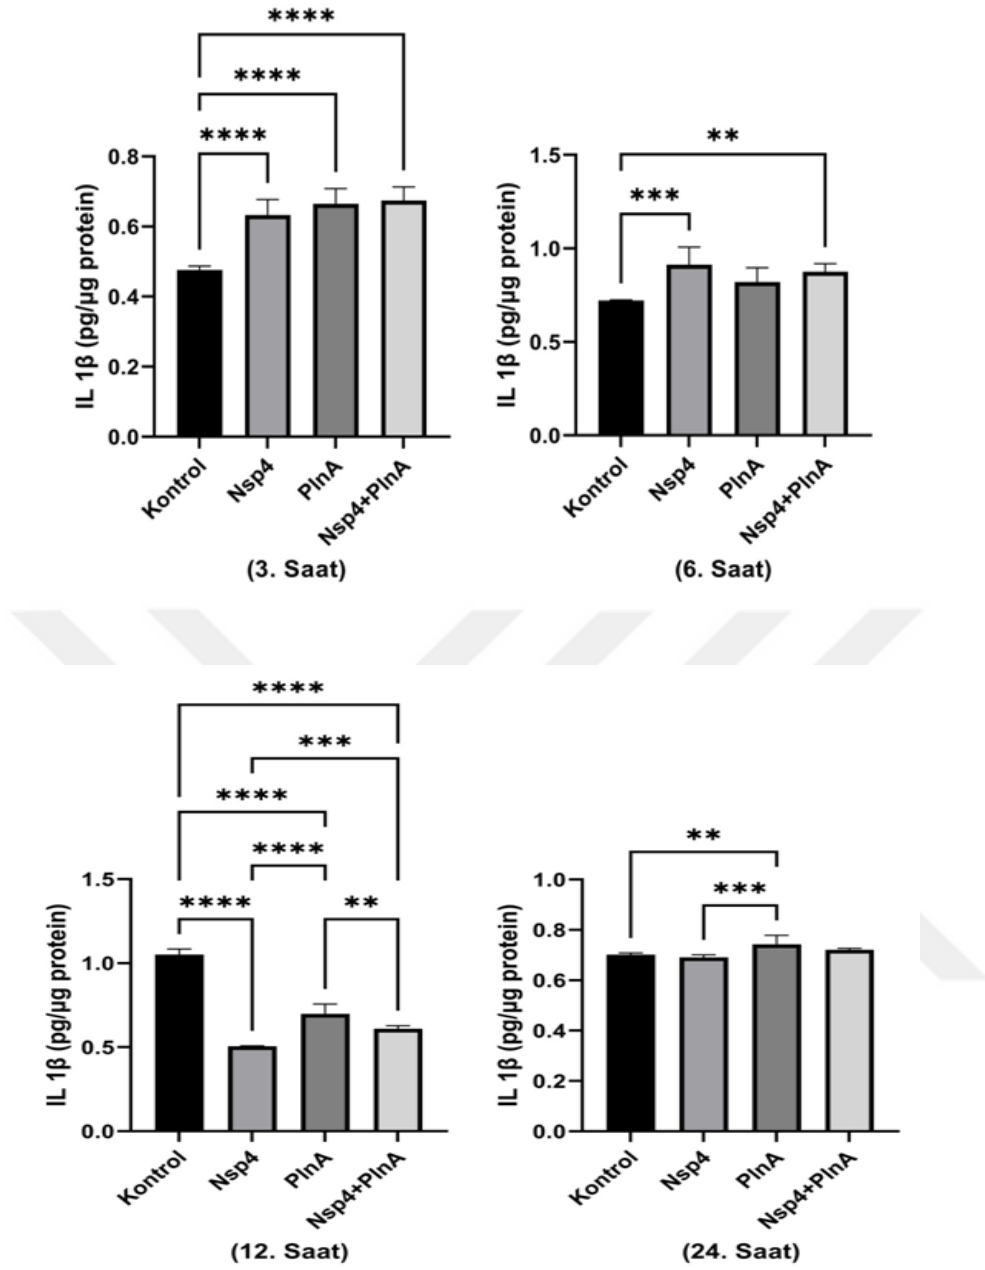 ****
****
****
0.8
0.6
0.4
0.2
0.0
IL 1β (pg/µg protein)
Kontrol
Nsp4
PlnA
Nsp4+PlnA
(3. Saat)
**
***
1.5
1.0
0.5
0.0
IL 1β (pg/µg protein)
Kontrol
Nsp4
PlnA
Nsp4+PlnA
(6. Saat)
****
***
****
****
****
**
1.5
1.0
0.5
0.0
IL 1β (pg/µg protein)
Kontrol
Nsp4
PlnA
Nsp4+PlnA
(12. Saat)
**
***
1.0
0.8
0.6
0.4
0.2
0.0
IL 1β (pg/µg protein)
Kontrol
Nsp4
PlnA
Nsp4+PlnA
(24. Saat)